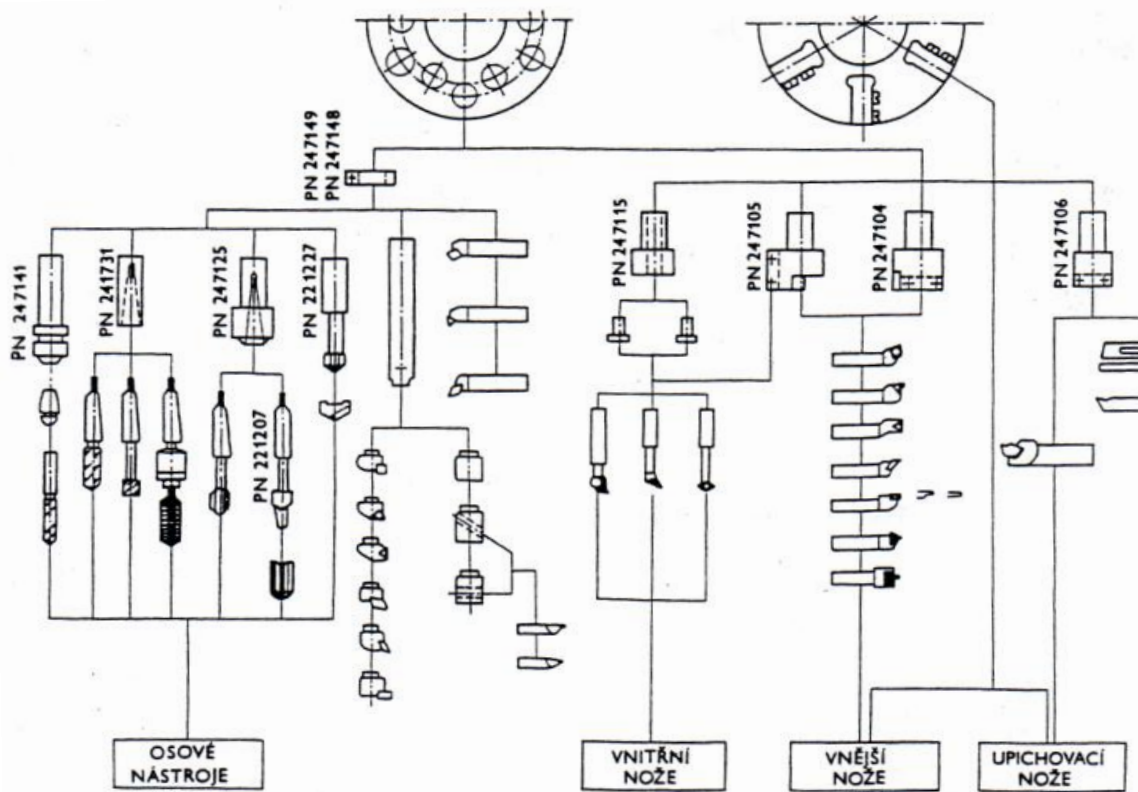 PN 247149
PN 247148
PN 247141
PN 241731
PN 247125
PN 221227
PN 221207
PN 247115
PN 247105
PN 247104
PN 247106
OSOVÉ
NÁSTROJE
VNITŘNÍ
NOŽE
VNĚJŠÍ
NOŽE
UPICHOVACÍ
NOŽE